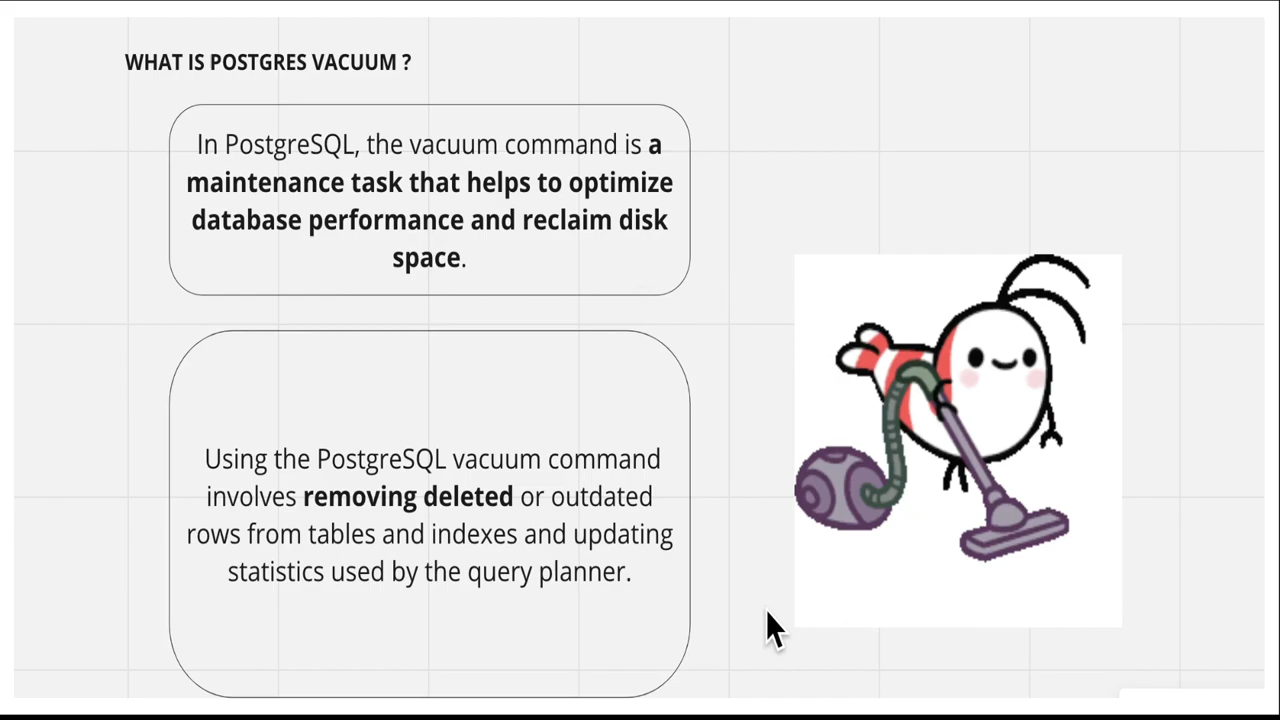 WHAT IS POSTGRES VACUUM ?
In PostgreSQL, the vacuum command is a
maintenance task that helps to optimize
database performance and reclaim disk
space.
Using the PostgreSQL vacuum command
involves removing deleted or outdated
rows from tables and indexes and updating
statistics used by the query planner.